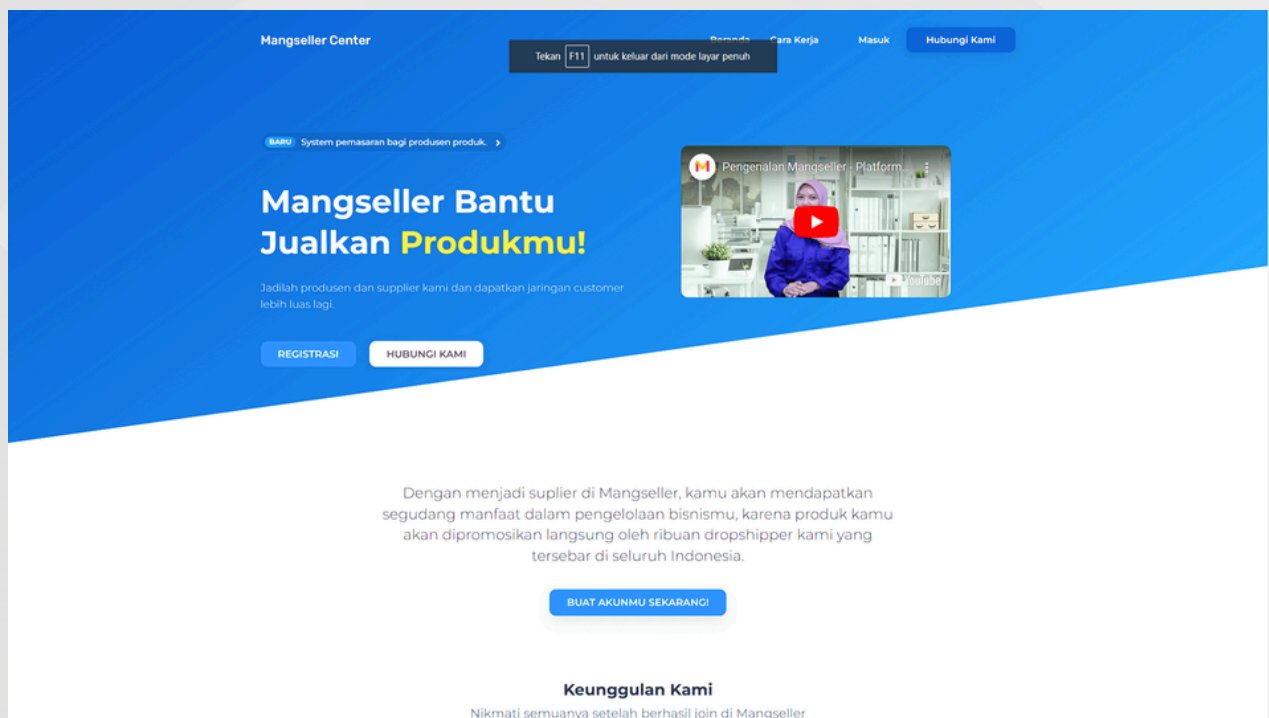 Mangseller Center
Beranda Cara Kerja Masuk Hubungi Kami
Tekan F11 untuk keluar dari mode layar penuh
BARU System pemasaran bagi produsen produk.
Mangseller Bantu
Jualkan Produkmu!
Jadilah produsen dan supplier kami dan dapatkan jaringan customer
lebih luas lagi.
REGISTRASI HUBUNGI KAMI
M Pengenalan Mangseller - Platform...
YouTube
Dengan menjadi suplier di Mangseller, kamu akan mendapatkan
segudang manfaat dalam pengelolaan bisnismu, karena produk kamu
akan dipromosikan langsung oleh ribuan dropshipper kami yang
tersebar di seluruh Indonesia.
BUAT AKUNMU SEKARANG!
Keunggulan Kami
Nikmati semuanya setelah berhasil join di Mangseller